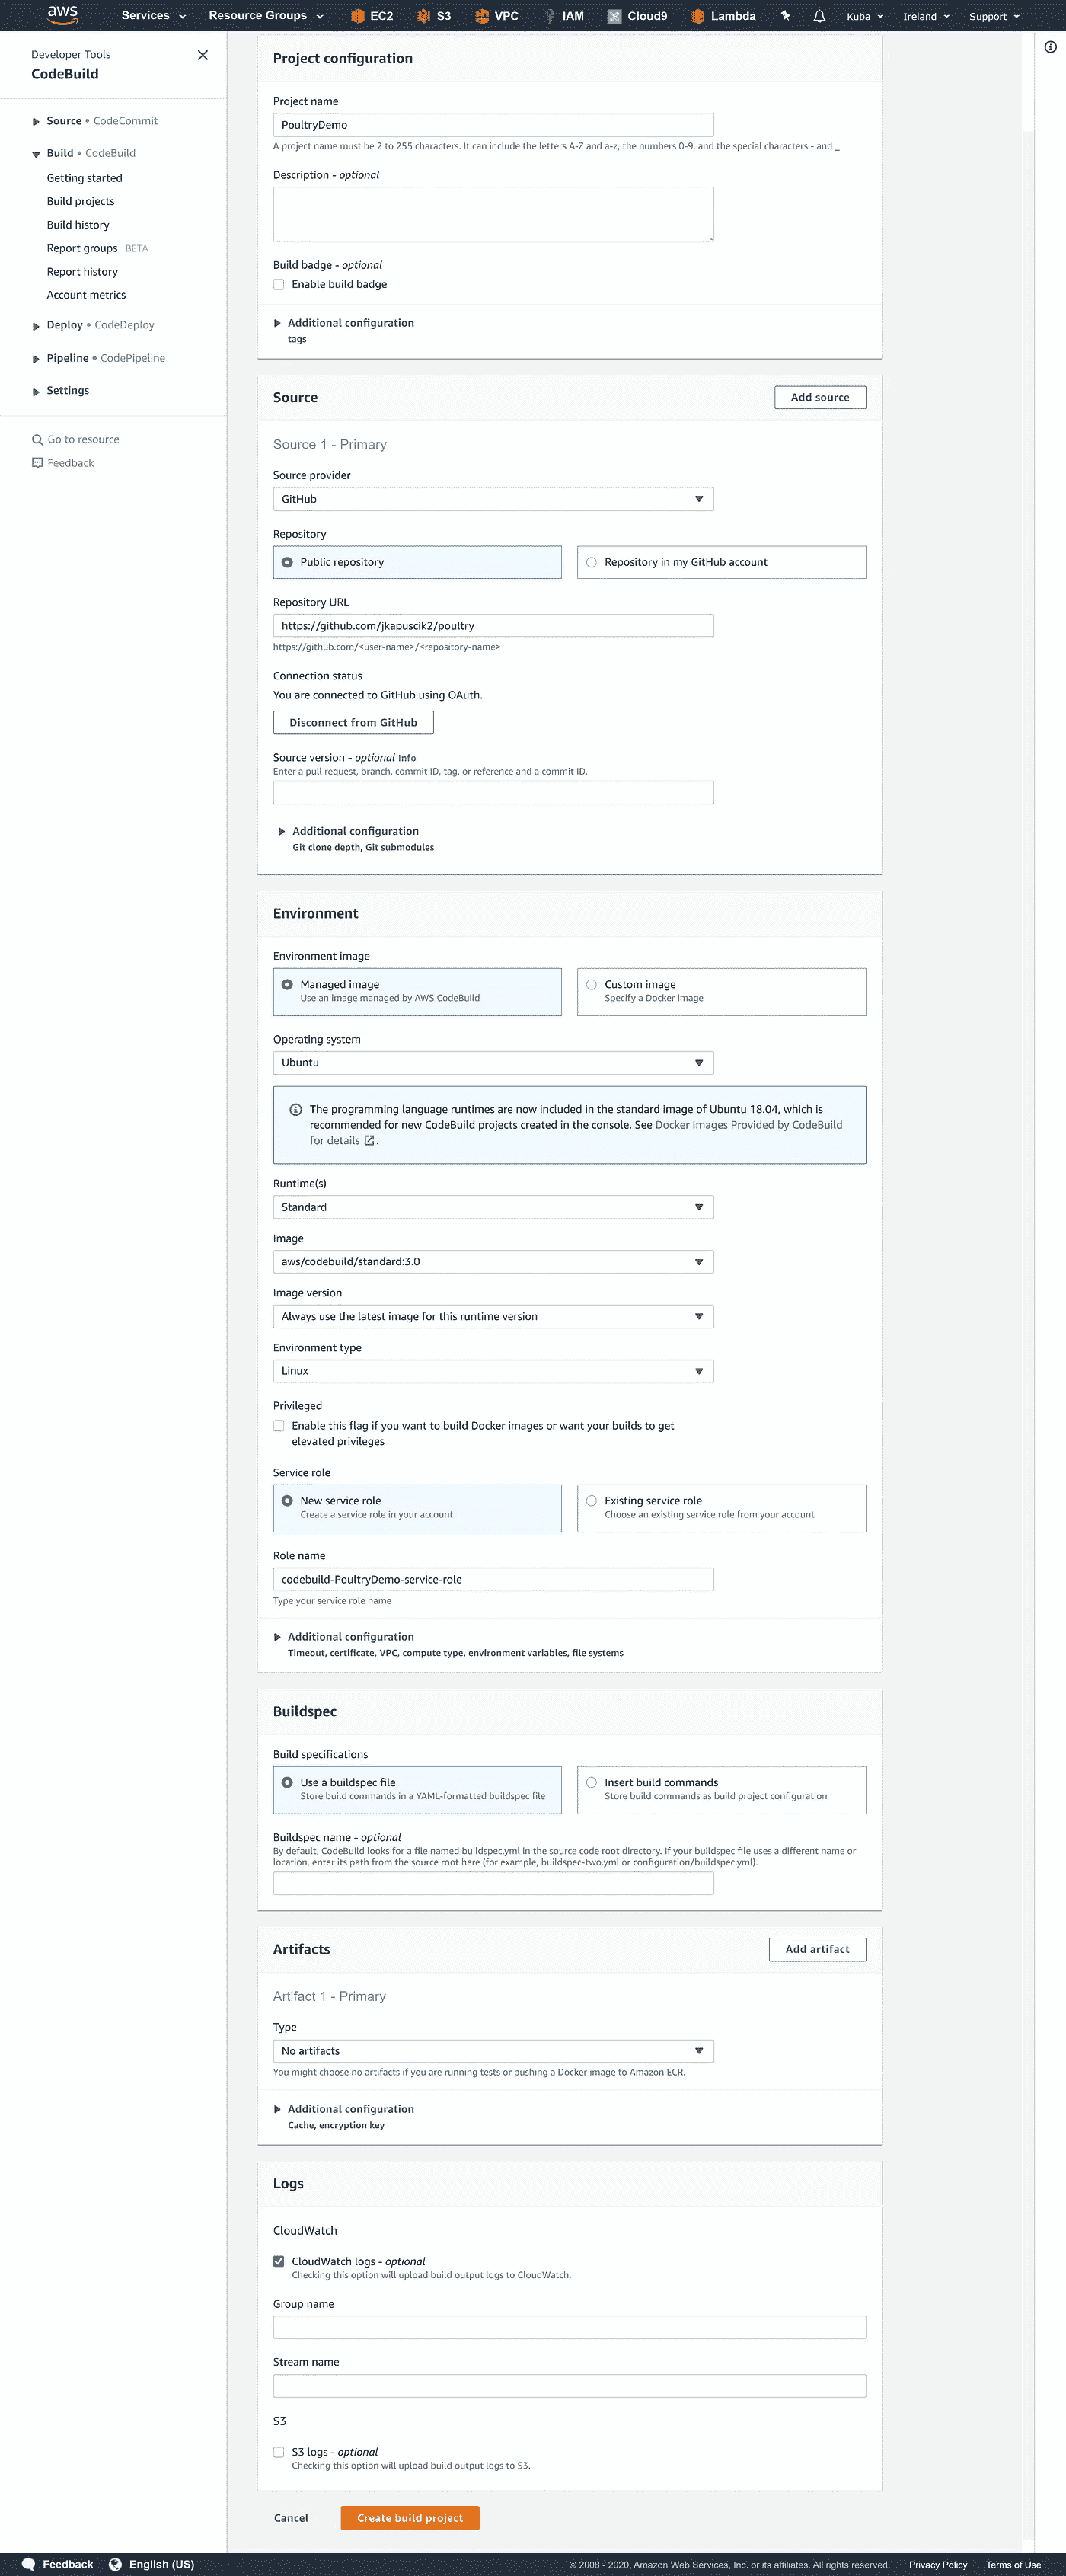 aws
Services
Resource Groups
EC2
S3
VPC
IAM
Cloud9
Lambda
Kuba
Ireland
Support
Developer Tools
CodeBuild
Source • CodeCommit
Build • CodeBuild
Getting started
Build projects
Build history
Report groups BETA
Report history
Account metrics
Deploy • CodeDeploy
Pipeline • CodePipeline
Settings
Go to resource
Feedback
Project configuration
Project name
PoultryDemo
A project name must be 2 to 255 characters. It can include the letters A-Z and a-z, the numbers 0-9, and the special characters - and _.
Description - optional
Build badge - optional
Enable build badge
Additional configuration
tags
Source
Add source
Source 1 - Primary
Source provider
GitHub
Repository
Public repository
Repository in my GitHub account
Repository URL
https://github.com/jkapuscik2/poultry
https://github.com/<user-name>/<repository-name>
Connection status
You are connected to GitHub using OAuth.
Disconnect from GitHub
Source version - optional Info
Enter a pull request, branch, commit ID, tag, or reference and a commit ID.
Additional configuration
Git clone depth, Git submodules
Environment
Environment image
Managed image
Use an image managed by AWS CodeBuild
Custom image
Specify a Docker image
Operating system
Ubuntu
The programming language runtimes are now included in the standard image of Ubuntu 18.04, which is
recommended for new CodeBuild projects created in the console. See Docker Images Provided by CodeBuild
for details .
Runtime(s)
Standard
Image
aws/codebuild/standard:3.0
Image version
Always use the latest image for this runtime version
Environment type
Linux
Privileged
Enable this flag if you want to build Docker images or want your builds to get
elevated privileges
Service role
New service role
Create a service role in your account
Existing service role
Choose an existing service role from your account
Role name
codebuild-PoultryDemo-service-role
Type your service role name
Additional configuration
Timeout, certificate, VPC, compute type, environment variables, file systems
Buildspec
Build specifications
Use a buildspec file
Store build commands in a YAML-formatted buildspec file
Insert build commands
Store build commands as build project configuration
Buildspec name - optional
By default, CodeBuild looks for a file named buildspec.yml in the source code root directory. If your buildspec file uses a different name or
location, enter its path from the source root here (for example, buildspec-two.yml or configuration/buildspec.yml).
Artifacts
Add artifact
Artifact 1 - Primary
Type
No artifacts
You might choose no artifacts if you are running tests or pushing a Docker image to Amazon ECR.
Additional configuration
Cache, encryption key
Logs
CloudWatch
CloudWatch logs - optional
Checking this option will upload build output logs to CloudWatch.
Group name
Stream name
S3
S3 logs - optional
Checking this option will upload build output logs to S3.
Cancel
Create build project
Feedback
English (US)
© 2008 - 2020, Amazon Web Services, Inc. or its affiliates. All rights reserved.
Privacy Policy
Terms of Use